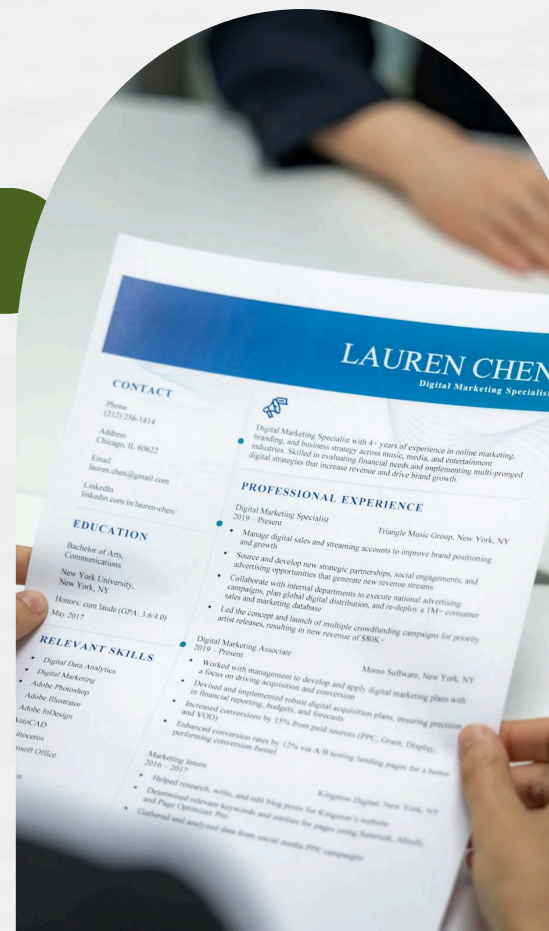 LAUREN CHEN
Digital Marketing Specialist
CONTACT
Phone
(212) 256-1414
Address
Chicago, IL 60622
Email
lauren.chen@gmail.com
LinkedIn
linkedin.com/in/lauren-chen/
EDUCATION
Bachelor of Arts,
Communications
New York University,
New York, NY
Honors: cum laude (GPA: 3.6/4.0)
May 2017
RELEVANT SKILLS
• Digital Data Analytics
• Digital Marketing
• Adobe Photoshop
Adobe Illustrator
Adobe InDesign
utoCAD
inoceros
osoft Office
Digital Marketing Specialist with 4+ years of experience in online marketing,
branding, and business strategy across music, media, and entertainment
industries. Skilled in evaluating financial needs and implementing multi-pronged
digital strategies that increase revenue and drive brand growth.
PROFESSIONAL EXPERIENCE
Digital Marketing Specialist
2019 – Present
Triangle Music Group, New York, NY
• Manage digital sales and streaming accounts to improve brand positioning
and growth
• Source and develop new strategic partnerships, social engagements, and
advertising opportunities that generate new revenue streams
• Collaborate with internal departments to execute national advertising
campaigns, plan global digital distribution, and re-deploy a 1M+ consumer
sales and marketing database
• Led the concept and launch of multiple crowdfunding campaigns for priority
artist releases, resulting in new revenue of $80K+
Digital Marketing Associate
2019 – Present
Momo Software, New York, NY
• Worked with management to develop and apply digital marketing plans with
a focus on driving acquisition and conversion
• Devised and implemented robust digital acquisition plans, ensuring precision
in financial reporting, budgets, and forecasts
• Increased conversions by 15% from paid sources (PPC, Grant, Display,
and VOD)
• Enhanced conversion rates by 12% via A/B testing landing pages for a better
performing conversion funnel
Marketing Intern
2016 – 2017
Kingston Digital, New York, NY
• Helped research, write, and edit blog posts for Kingston's website
• Determined relevant keywords and entities for pages using Semrush, Ahrefs,
and Page Optimizer Pro
• Gathered and analyzed data from social media PPE campaigns